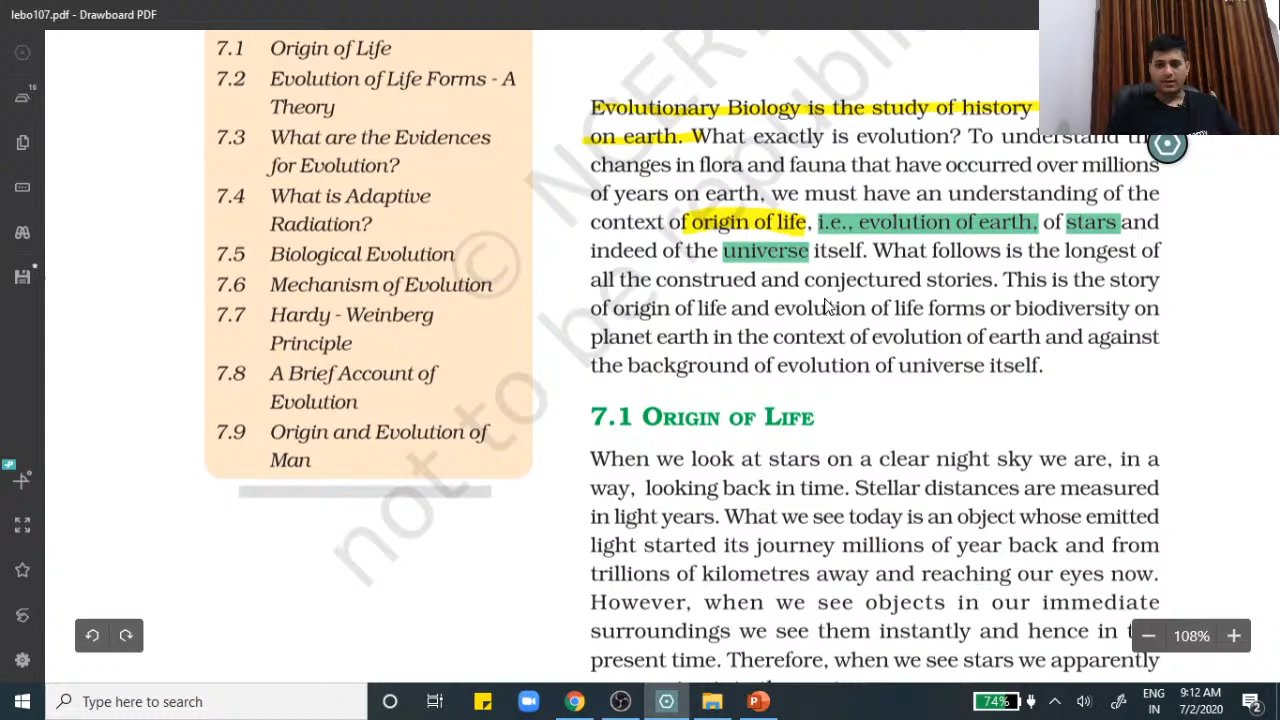 lebo107.pdf - Drawboard PDF
7.1 Origin of Life
7.2 Evolution of Life Forms - A
Theory
7.3 What are the Evidences
for Evolution?
7.4 What is Adaptive
Radiation?
7.5 Biological Evolution
7.6 Mechanism of Evolution
7.7 Hardy - Weinberg
Principle
7.8 A Brief Account of
Evolution
7.9 Origin and Evolution of
Man
Evolutionary Biology is the study of history
on earth. What exactly is evolution? To understand
changes in flora and fauna that have occurred over millions
of years on earth, we must have an understanding of the
context of origin of life, i.e., evolution of earth, of stars and
indeed of the universe itself. What follows is the longest of
all the construed and conjectured stories. This is the story
of origin of life and evolution of life forms or biodiversity on
planet earth in the context of evolution of earth and against
the background of evolution of universe itself.
7.1 ORIGIN OF LIFE
When we look at stars on a clear night sky we are, in a
way, looking back in time. Stellar distances are measured
in light years. What we see today is an object whose emitted
light started its journey millions of year back and from
trillions of kilometres away and reaching our eyes now.
However, when we see objects in our immediate
surroundings we see them instantly and hence in
present time. Therefore, when we see stars we apparently
© NCER
not to be republi
18
108%
Type here to search
74%
ENG
IN
9:12 AM
7/2/2020
2